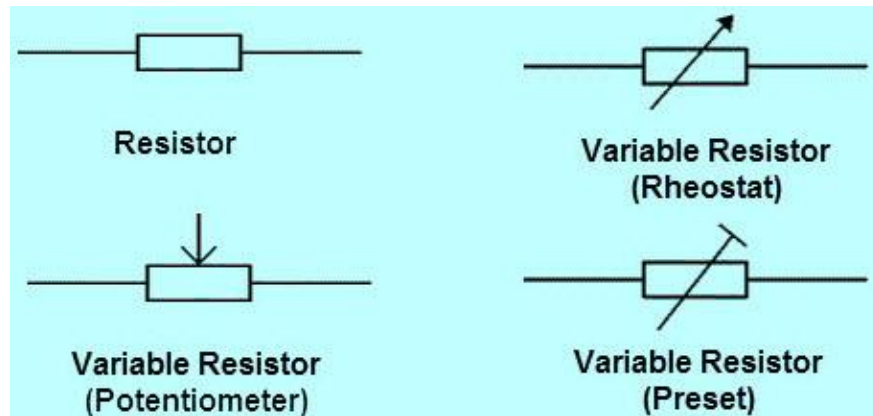 Resistor
Variable Resistor
(Rheostat)
Variable Resistor
(Potentiometer)
Variable Resistor
(Preset)